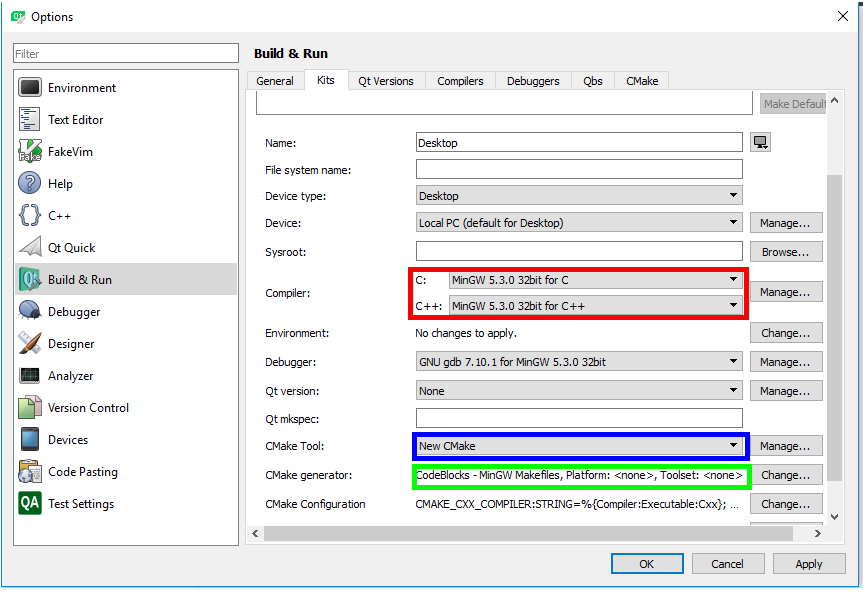 Options
Filter
Environment
Text Editor
FakeVim
Help
C++
Qt Quick
Build & Run
Debugger
Designer
Analyzer
Version Control
Devices
Code Pasting
QA Test Settings
Build & Run
General Kits Qt Versions Compilers Debuggers Qbs CMake
Make Default
Name: Desktop
File system name:
Device type: Desktop
Device: Local PC (default for Desktop) Manage...
Sysroot: Browse...
Compiler: C: MinGW 5.3.0 32bit for C Manage...
C++: MinGW 5.3.0 32bit for C++
Environment: No changes to apply. Change...
Debugger: GNU gdb 7.10.1 for MinGW 5.3.0 32bit Manage...
Qt version: None Manage...
Qt mkspec:
CMake Tool: New CMake Manage...
CMake generator: CodeBlocks - MinGW Makefiles, Platform: <none>, Toolset: <none> Change...
CMake Configuration CMAKE_CXX_COMPILER:STRING=%{Compiler:Executable:Cxx}; ... Change...
OK Cancel Apply